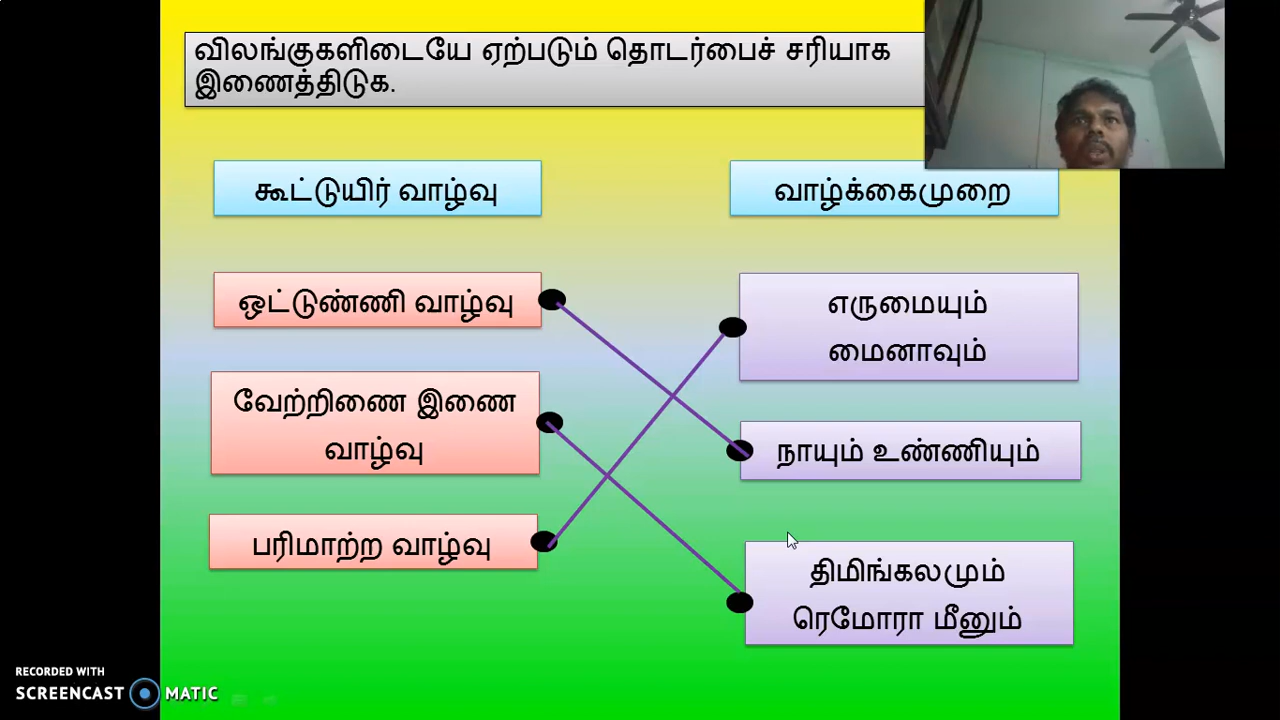 விலங்குகளிடையே ஏற்படும் தொடர்பைச் சரியாக
இணைத்திடுக.
கூட்டுயிர் வாழ்வு
வாழ்க்கைமுறை
ஒட்டுண்ணி வாழ்வு
எருமையும்
மைனாவும்
வேற்றிணை இணை
வாழ்வு
நாயும் உண்ணியும்
பரிமாற்ற வாழ்வு
திமிங்கலமும்
ரெமோரா மீனும்
RECORDED WITH
SCREENCAST MATIC